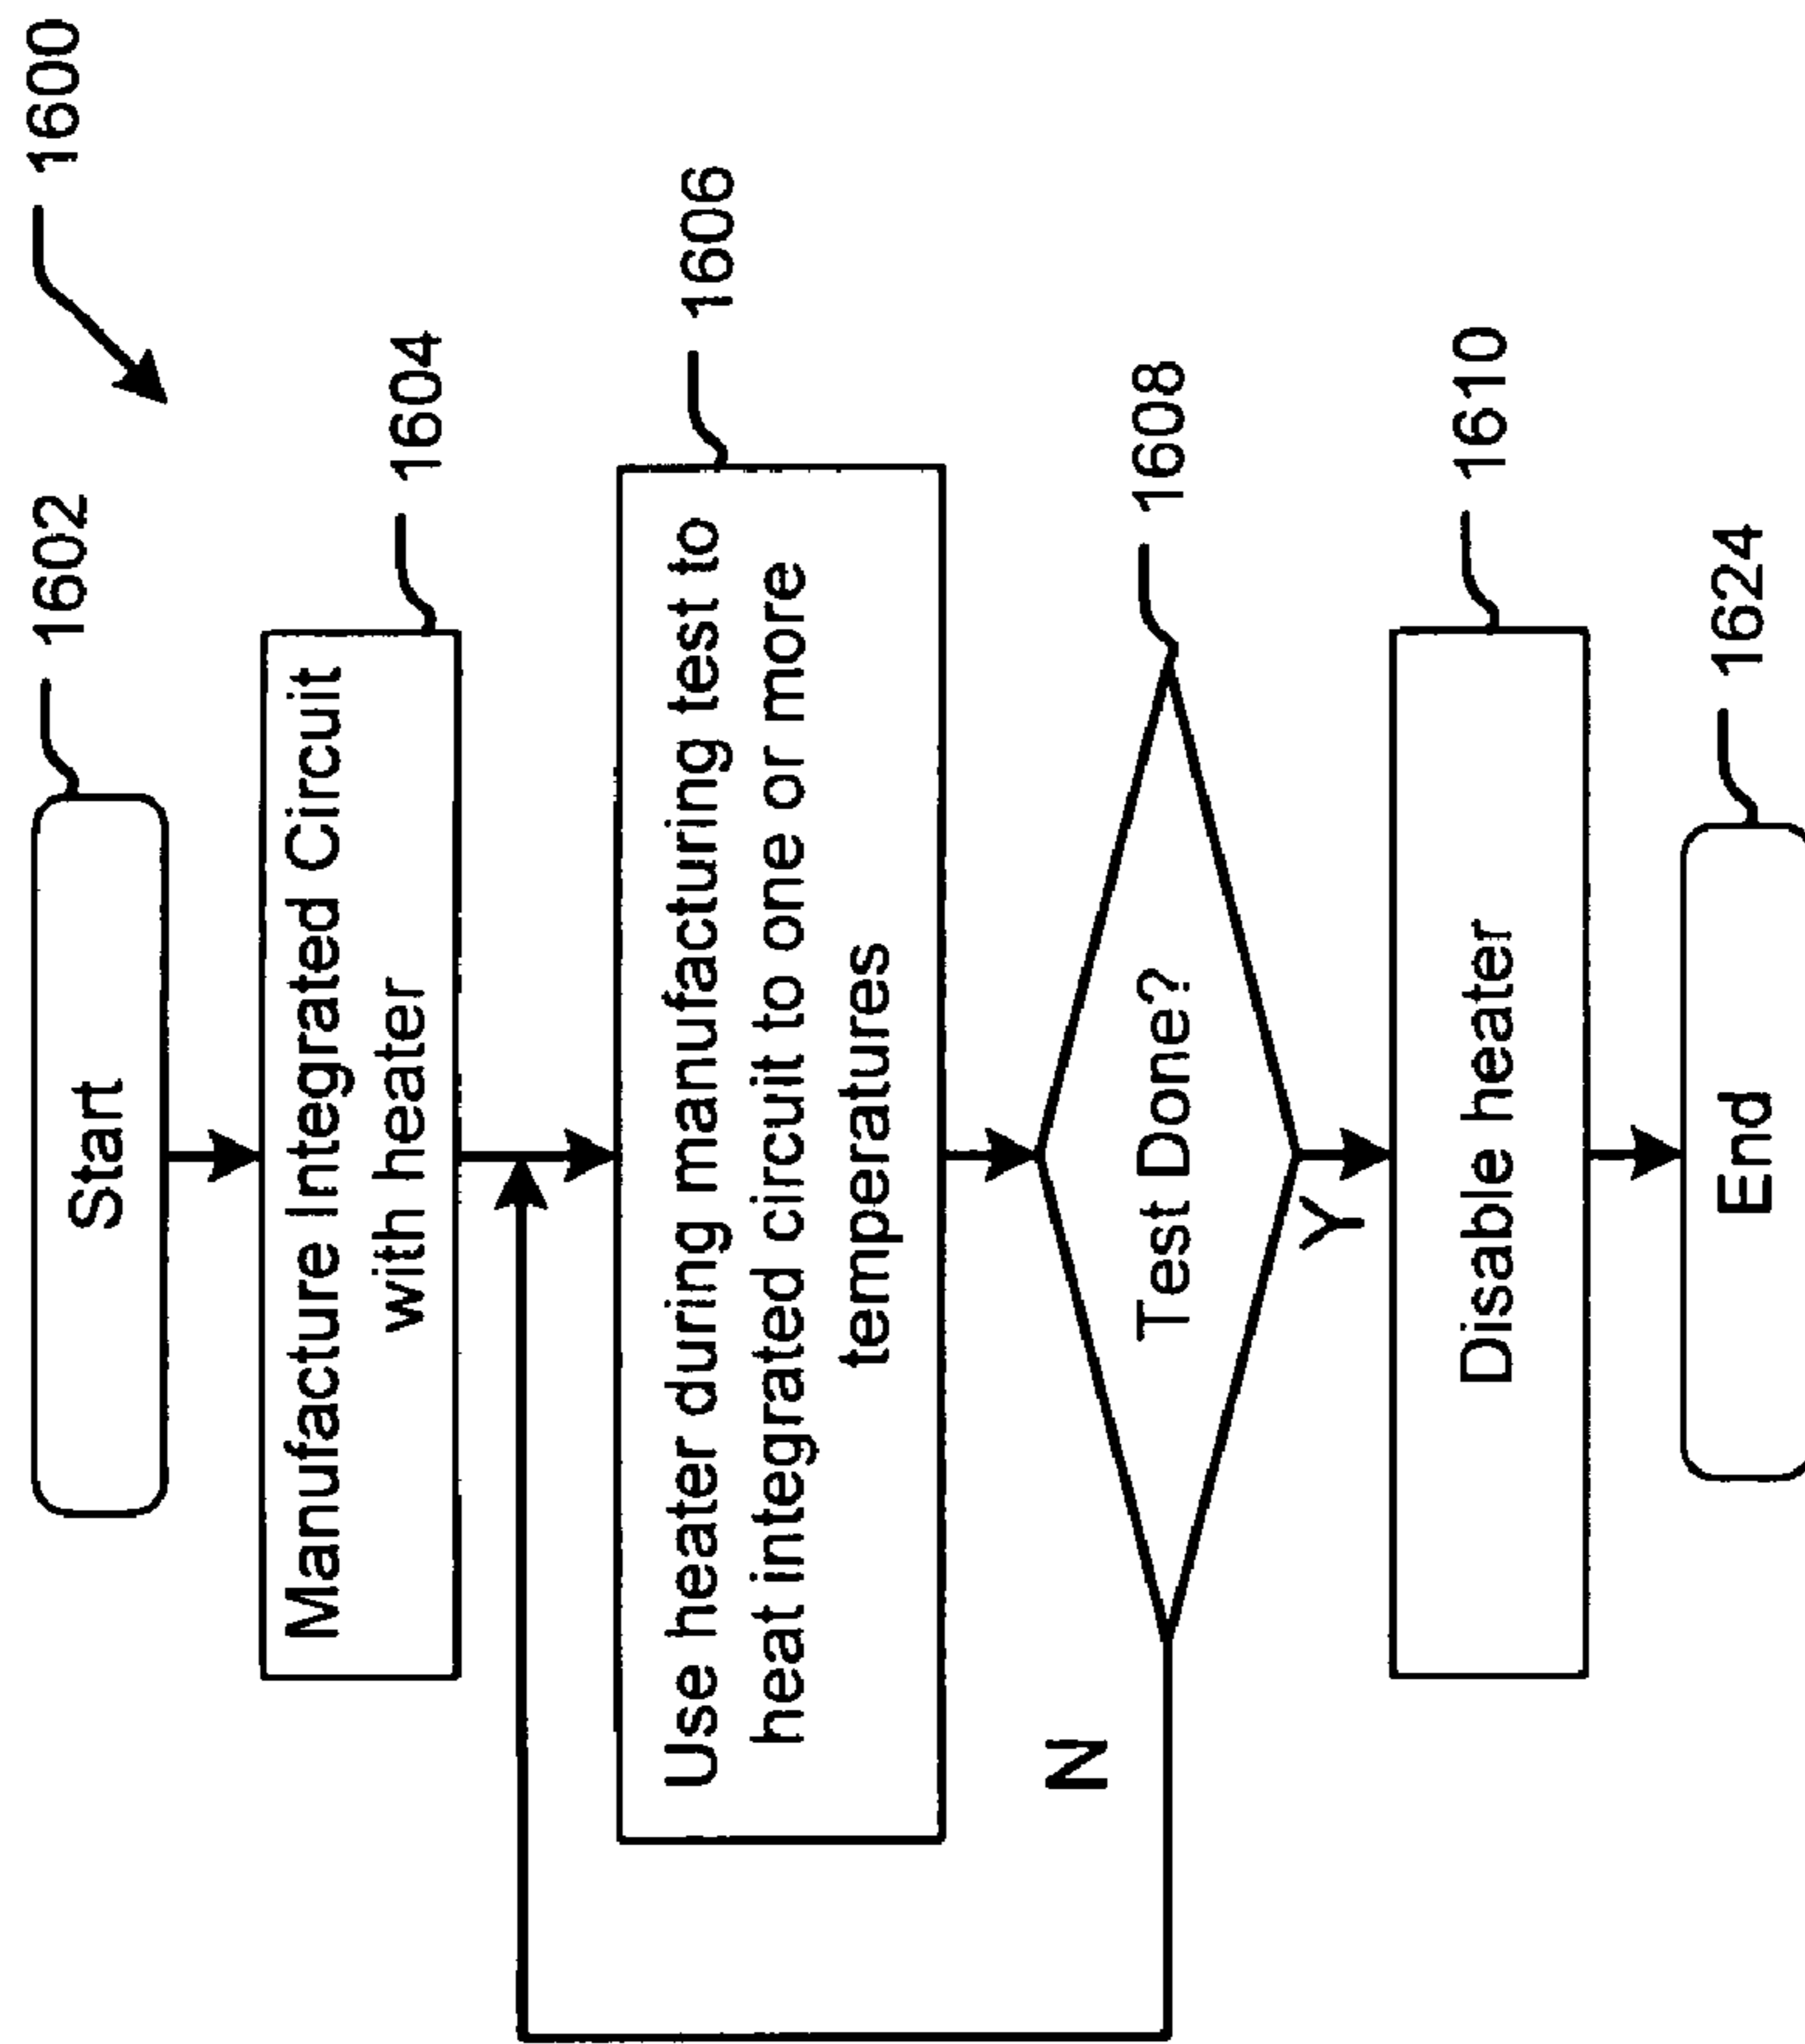 1600
Start
1602
Manufacture Integrated Circuit
with heater
1604
Use heater during manufacturing test to
heat integrated circuit to one or more
temperatures
1606
Test Done?
1608
N
Y
Disable heater
1610
End
1624